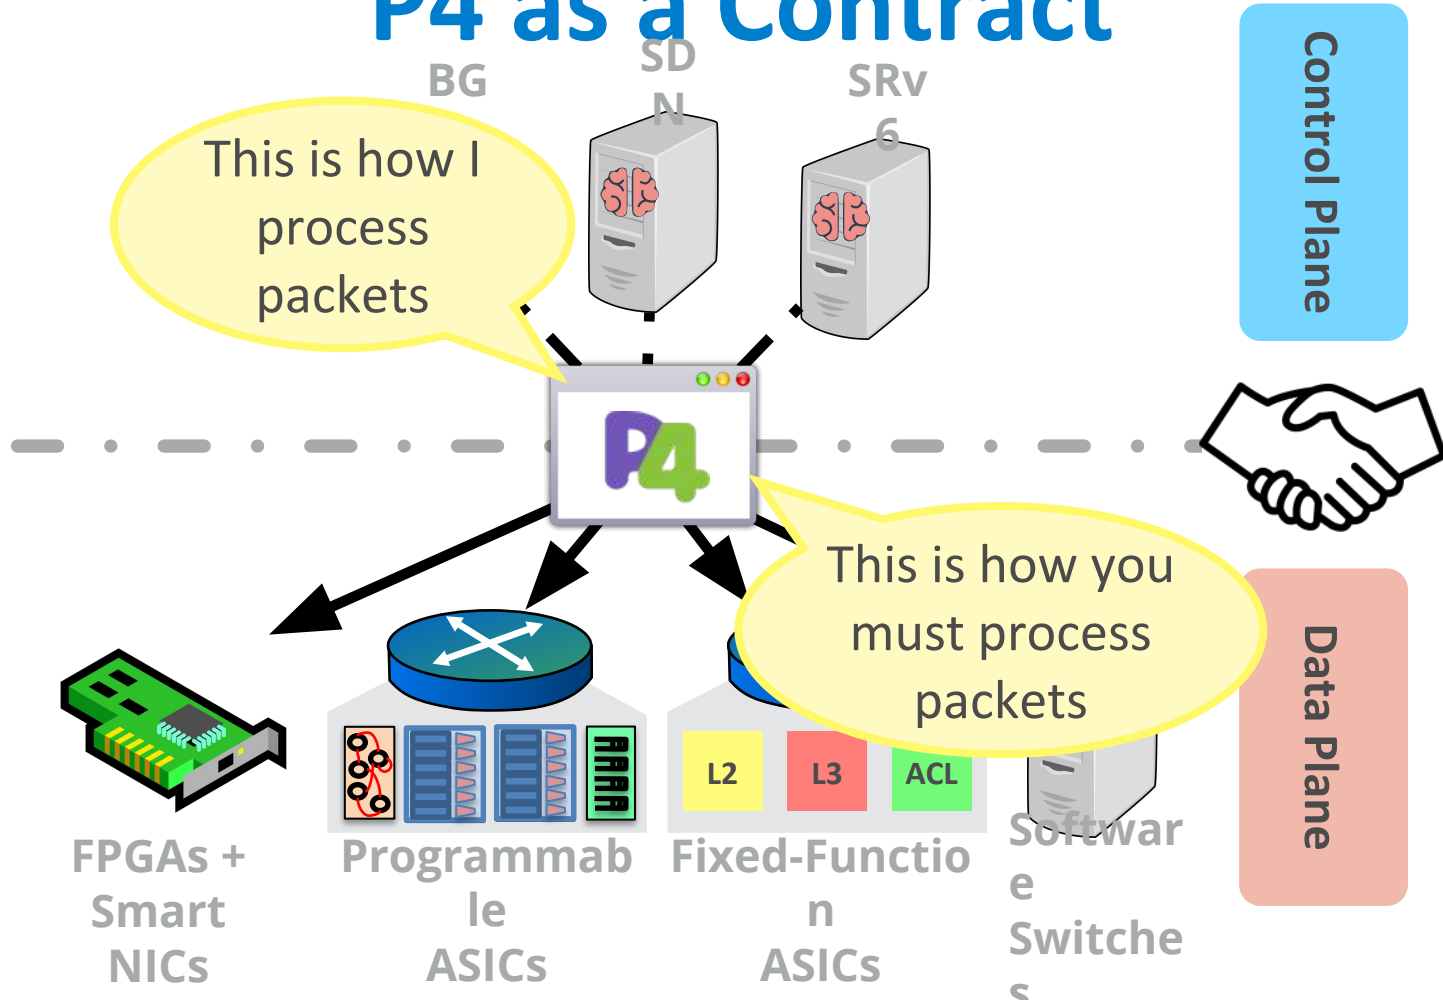 P4 as a Contract
BG
SD
N
SRv
6
Control Plane
This is how I
process
packets
P4
This is how you
must process
packets
Data Plane
L2
L3
ACL
FPGAs +
Smart
NICs
Programmab
le
ASICs
Fixed-Functio
n
ASICs
Softwar
e
Switche
s